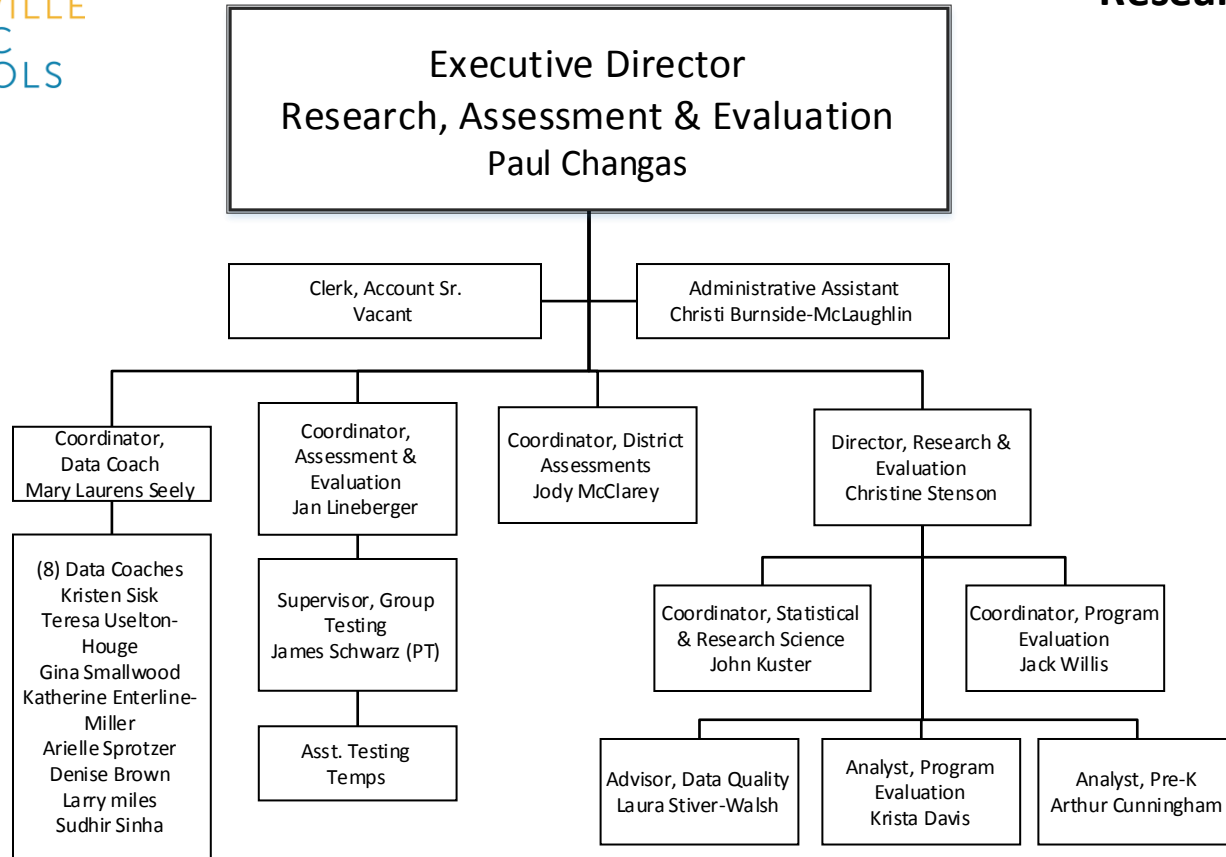 VILLE
C
OLS
Resear
Executive Director
Research, Assessment & Evaluation
Paul Changas
Clerk, Account Sr.
Vacant
Administrative Assistant
Christi Burnside-McLaughlin
Coordinator,
Data Coach
Mary Laurens Seely
Coordinator,
Assessment &
Evaluation
Jan Lineberger
Coordinator, District
Assessments
Jody McClarey
Director, Research &
Evaluation
Christine Stenson
(8) Data Coaches
Kristen Sisk
Teresa Uselton-
Houge
Gina Smallwood
Katherine Enterline-
Miller
Arielle Sprotzer
Denise Brown
Larry miles
Sudhir Sinha
Supervisor, Group
Testing
James Schwarz (PT)
Asst. Testing
Temps
Coordinator, Statistical
& Research Science
John Kuster
Coordinator, Program
Evaluation
Jack Willis
Advisor, Data Quality
Laura Stiver-Walsh
Analyst, Program
Evaluation
Krista Davis
Analyst, Pre-K
Arthur Cunningham